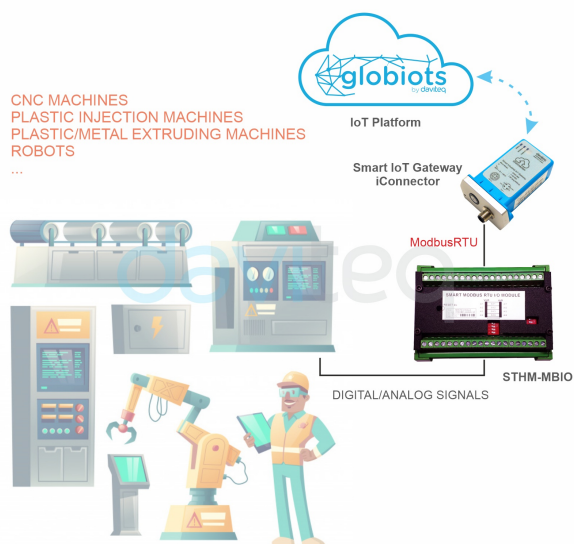 globiots
by daviteq
IoT Platform
CNC MACHINES
PLASTIC INJECTION MACHINES
PLASTIC/METAL EXTRUDING MACHINES
ROBOTS
...
Smart IoT Gateway
iConnector
ModbusRTU
daviteq
SMART MODBUS RTU I/O MODULE
STHM-MBIO
DIGITAL/ANALOG SIGNALS